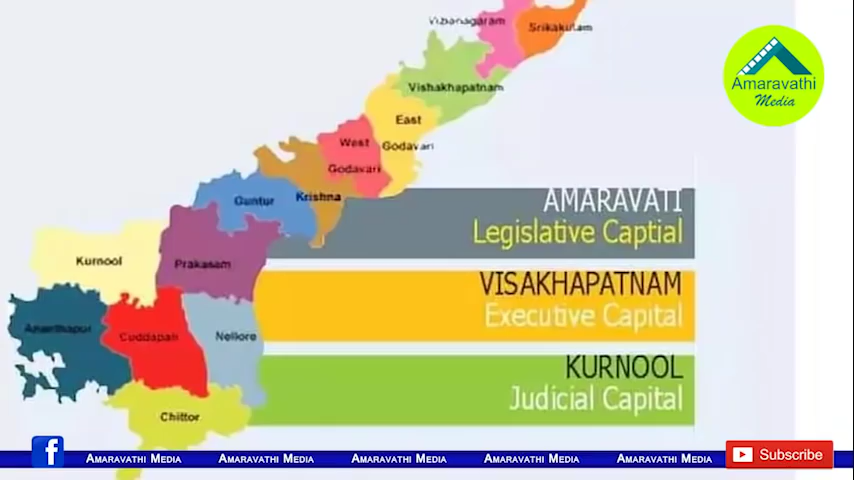 Vizianagaram
Srikakulam
Vishakhapatnam
East
Godavari
West
Godavari
Krishna
Guntur
Prakasam
Kurnool
Ananthapur
Cuddapah
Nellore
Chittor
Amaravathi
Media
AMARAVATI
Legislative Captial
VISAKHAPATNAM
Executive Capital
KURNOOL
Judicial Capital
f
AMARAVATHI MEDIA AMARAVATHI MEDIA AMARAVATHI MEDIA AMARAVATHI MEDIA AMARAVATHI MEDIA
Subscribe